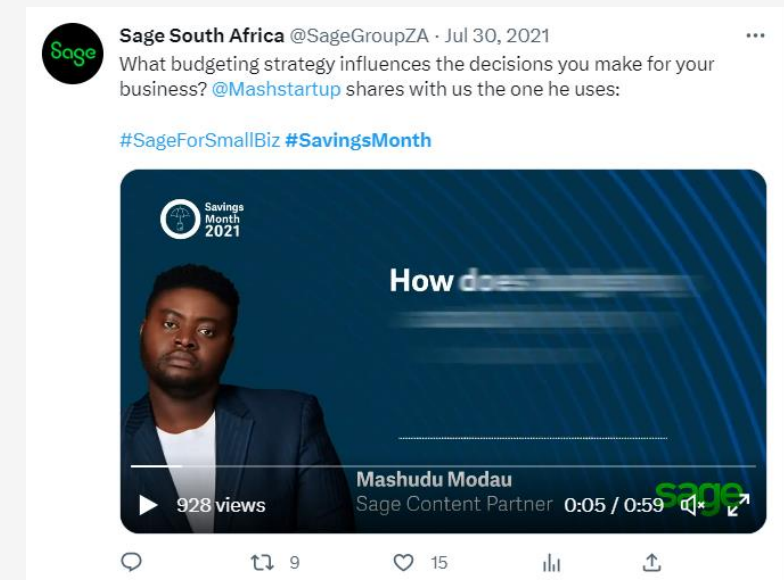 Sage
Sage South Africa @SageGroupZA · Jul 30, 2021
What budgeting strategy influences the decisions you make for your
business? @Mashstartup shares with us the one he uses:
#SageForSmallBiz #SavingsMonth
Savings
Month
2021
How
Mashudu Modau
Sage Content Partner
sage
928 views
0:05 / 0:59
9
15